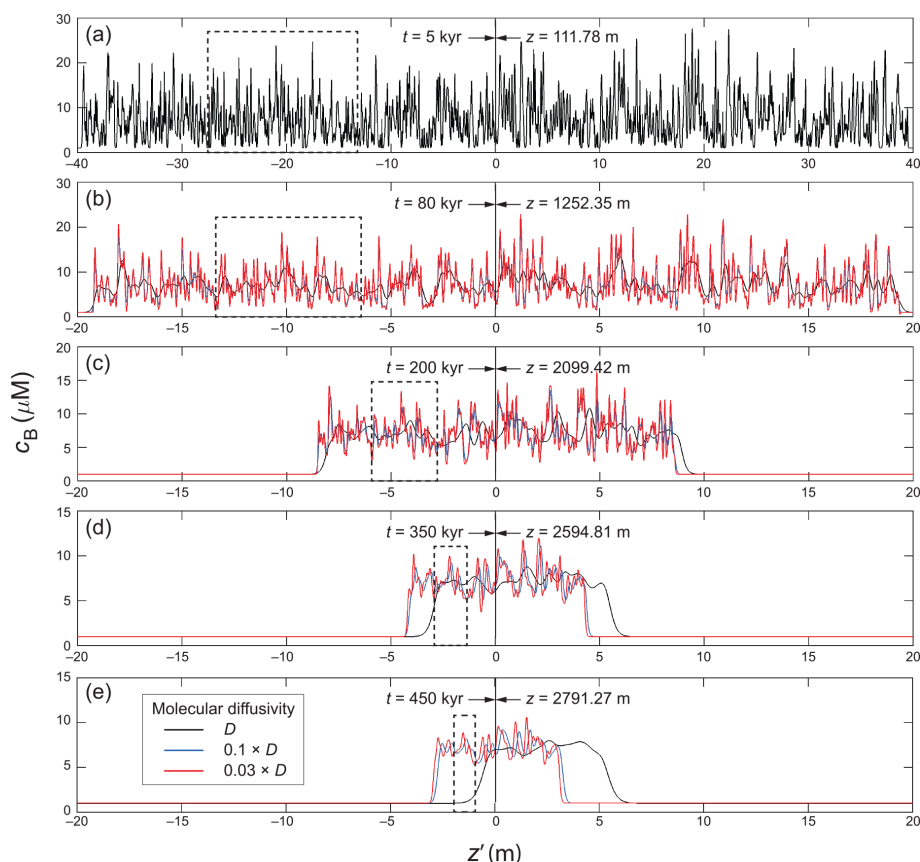 30
(a)
t = 5 kyr
z = 111.78 m
20
10
0
–40 –30 –20 –10 0 10 20 30 40
30
(b)
t = 80 kyr
z = 1252.35 m
20
10
0
–20 –15 –10 –5 0 5 10 15 20
20
(c)
t = 200 kyr
z = 2099.42 m
15
10
5
0
–20 –15 –10 –5 0 5 10 15 20
cB (μM)
15
(d)
t = 350 kyr
z = 2594.81 m
10
5
0
–20 –15 –10 –5 0 5 10 15 20
15
(e)
t = 450 kyr
z = 2791.27 m
10
5
0
Molecular diffusivity
D
0.1 × D
0.03 × D
–20 –15 –10 –5 0 5 10 15 20
z′ (m)